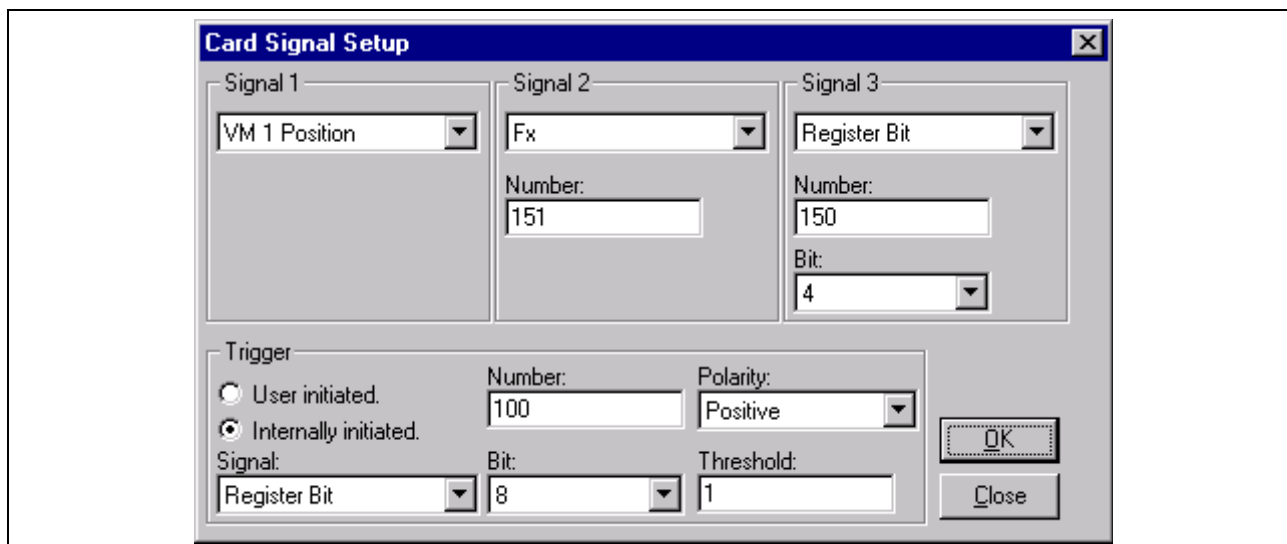 Card Signal Setup
Signal 1
VM 1 Position
Signal 2
Fx
Number:
151
Signal 3
Register Bit
Number:
150
Bit:
4
Trigger
User initiated.
Internally initiated.
Signal:
Register Bit
Number:
100
Bit:
8
Polarity:
Positive
Threshold:
1
OK
Close